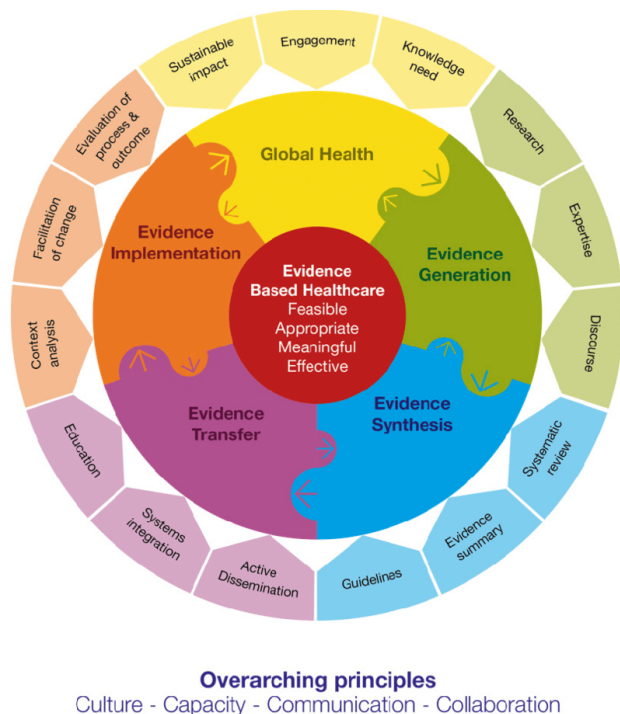 Engagement
Knowledge
need
Research
Expertise
Discourse
Systematic
review
Evidence
summary
Guidelines
Active
Dissemination
Systems
integration
Education
Context
analysis
Facilitation
of change
Evaluation of
process &
outcome
Sustainable
impact
Global Health
Evidence
Generation
Evidence
Synthesis
Evidence
Transfer
Evidence
Implementation
Evidence
Based Healthcare
Feasible
Appropriate
Meaningful
Effective
Overarching principles
Culture - Capacity - Communication - Collaboration